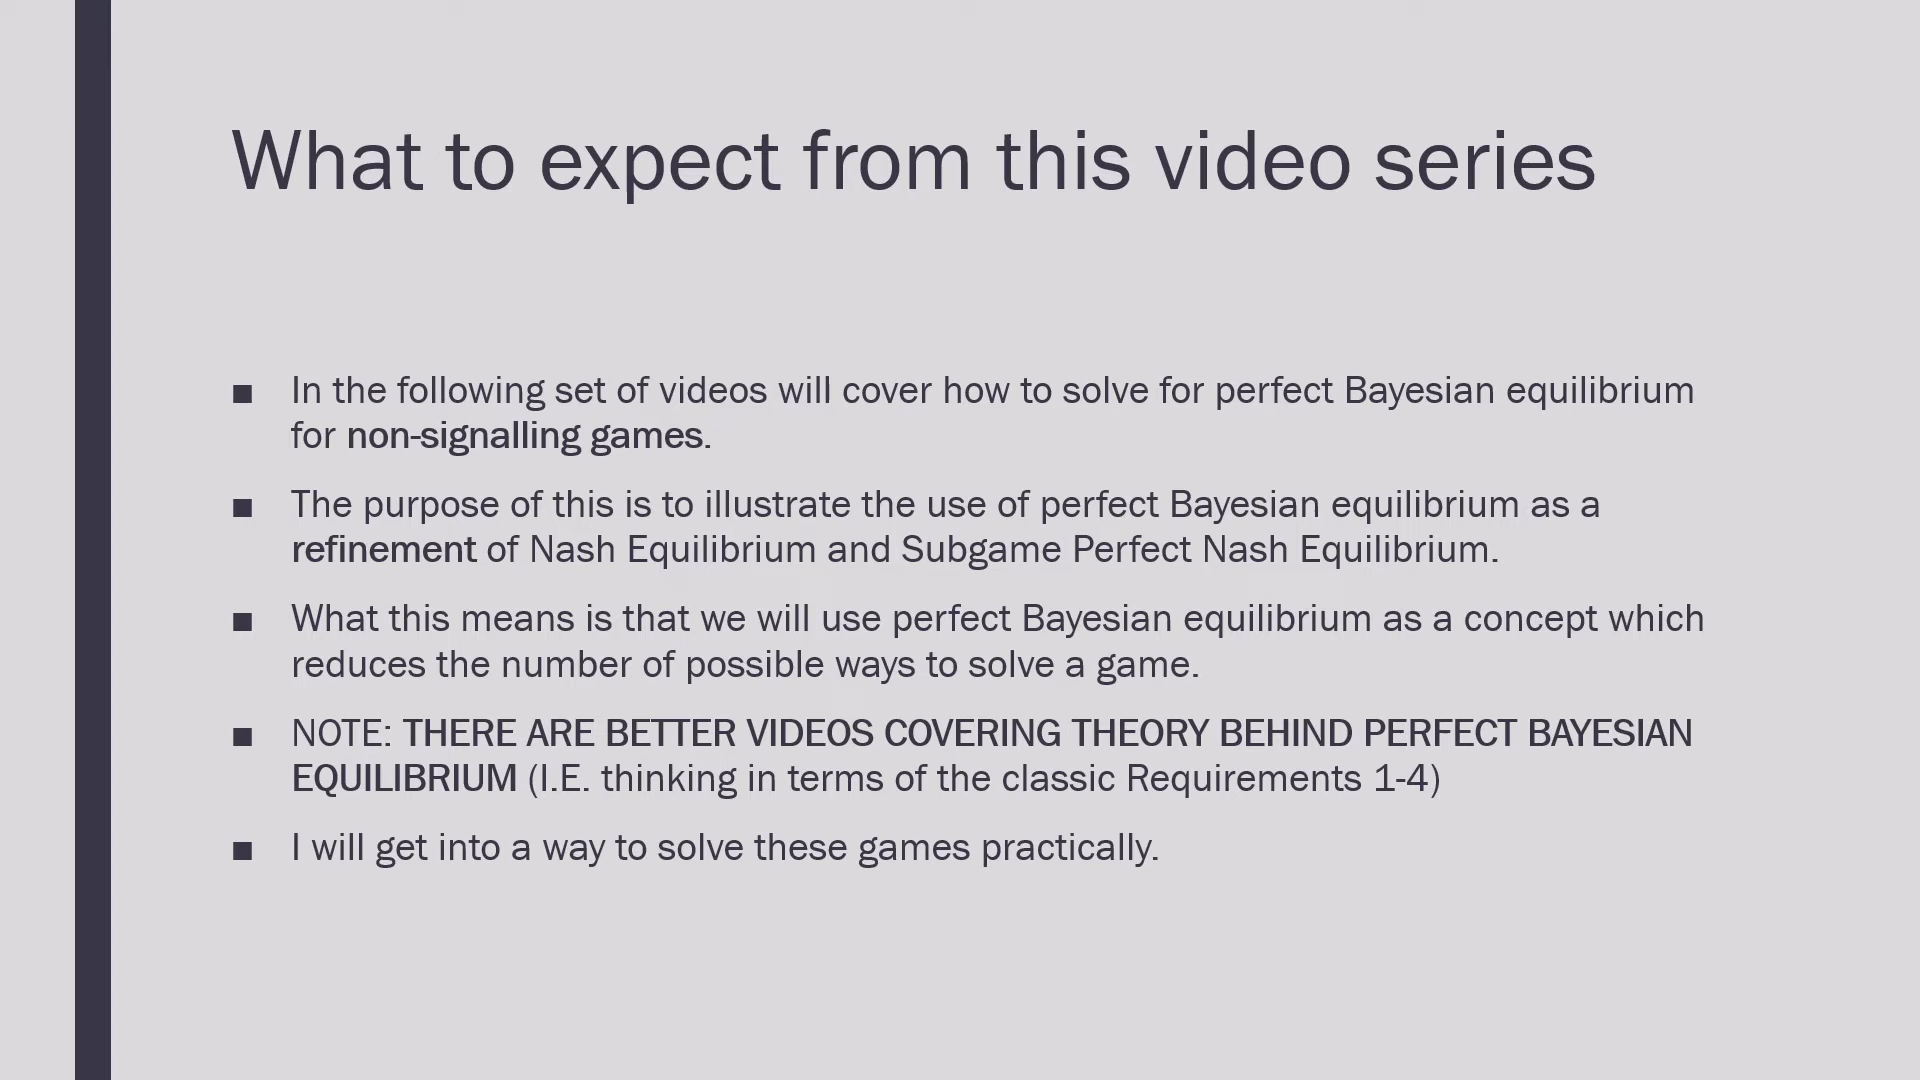 What to expect from this video series
■ In the following set of videos will cover how to solve for perfect Bayesian equilibrium
for non-signalling games.
■ The purpose of this is to illustrate the use of perfect Bayesian equilibrium as a
refinement of Nash Equilibrium and Subgame Perfect Nash Equilibrium.
■ What this means is that we will use perfect Bayesian equilibrium as a concept which
reduces the number of possible ways to solve a game.
■ NOTE: THERE ARE BETTER VIDEOS COVERING THEORY BEHIND PERFECT BAYESIAN
EQUILIBRIUM (I.E. thinking in terms of the classic Requirements 1-4)
■ I will get into a way to solve these games practically.